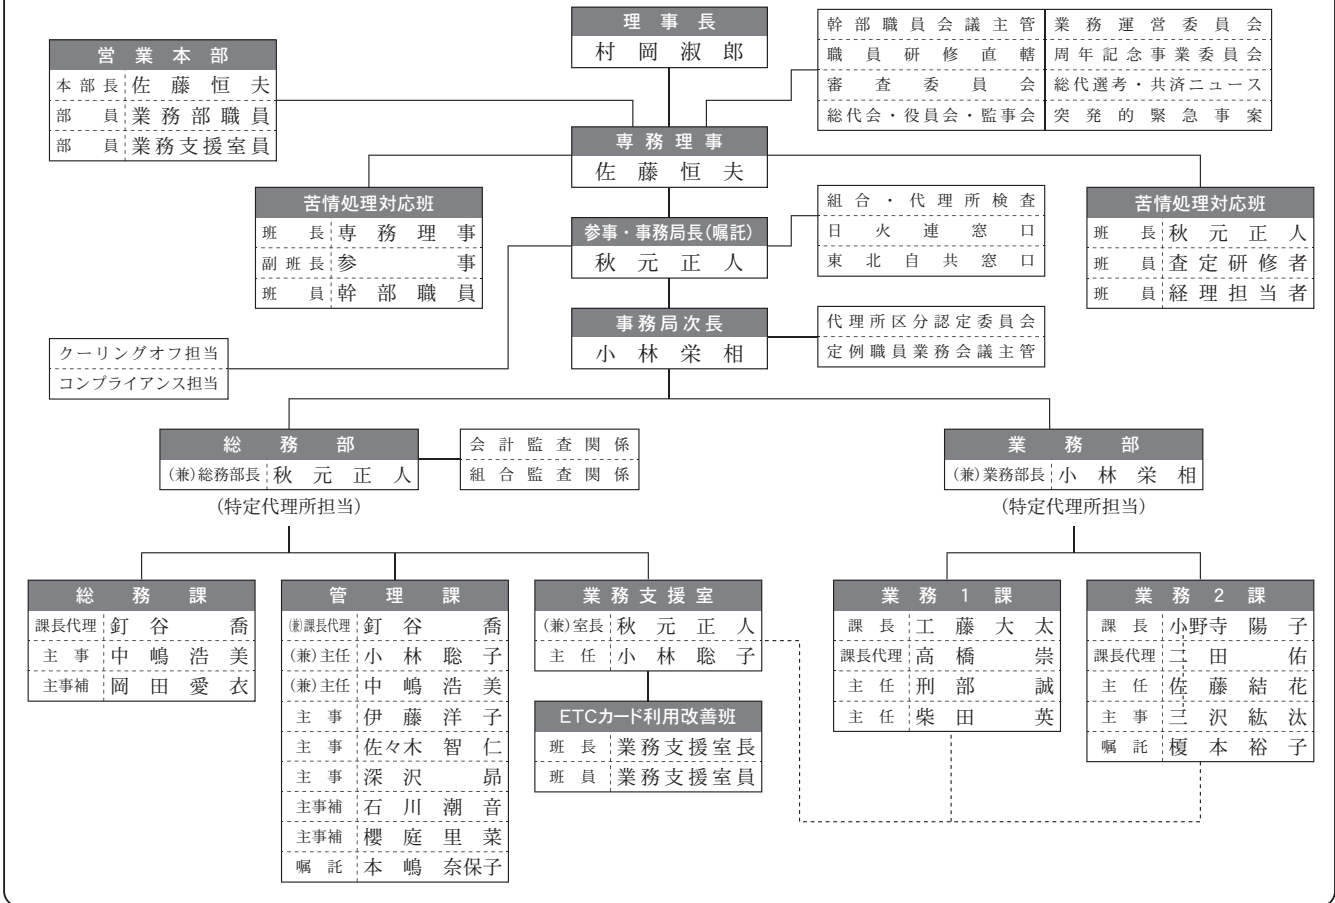 理事長
村岡淑郎
幹部職員会議主管 業務運営委員会
職員研修直轄 周年記念事業委員会
審査委員会 総代選考・共済ニュース
総代会・役員会・監事会 突発的緊急事案
営業本部
本部長 佐藤恒夫
部員 業務部職員
部員 業務支援室員
専務理事
佐藤恒夫
苦情処理対応班
班長 専務理事
副班長 参事
班員 幹部職員
参事・事務局長(嘱託)
秋元正人
組合・代理所検査
日火連窓口
東北自共窓口
苦情処理対応班
班長 秋元正人
班員 査定研修者
班員 経理担当者
事務局次長
小林栄相
代理所区分認定委員会
定例職員業務会議主管
クーリングオフ担当
コンプライアンス担当
総務部
(兼)総務部長 秋元正人
(特定代理所担当)
会計監査関係
組合監査関係
業務部
(兼)業務部長 小林栄相
(特定代理所担当)
総務課
課長代理 釘谷喬
主事 中嶋浩美
主事補 岡田愛衣
管理課
(兼)課長代理 釘谷喬
(兼)主任 小林聡子
(兼)主任 中嶋浩美
主事 伊藤洋子
主事 佐々木智仁
主事 深沢昴
主事補 石川潮音
主事補 櫻庭里菜
嘱託 本嶋奈保子
業務支援室
(兼)室長 秋元正人
主任 小林聡子
ETCカード利用改善班
班長 業務支援室長
班員 業務支援室員
業務1課
課長 工藤大太
課長代理 高橋崇
主任 刑部誠
主任 柴田英
業務2課
課長 小野寺陽子
課長代理 二田佑
主任 佐藤結花
主事 三沢紘汰
嘱託 榎本裕子